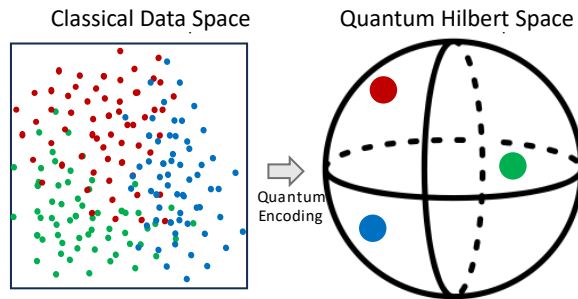 Classical Data Space
Quantum Hilbert Space
Quantum
Encoding